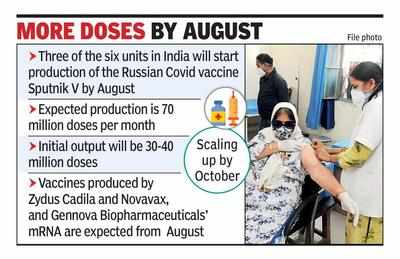 MORE DOSES BY AUGUST
File photo
➤ Three of the six units in India will start
production of the Russian Covid vaccine
Sputnik V by August
➤ Expected production is 70
million doses per month
➤ Initial output will be 30-40
million doses
➤ Vaccines produced by
Zydus Cadila and Novavax,
and Gennova Biopharmaceuticals'
mRNA are expected from August
Scaling
up by
October